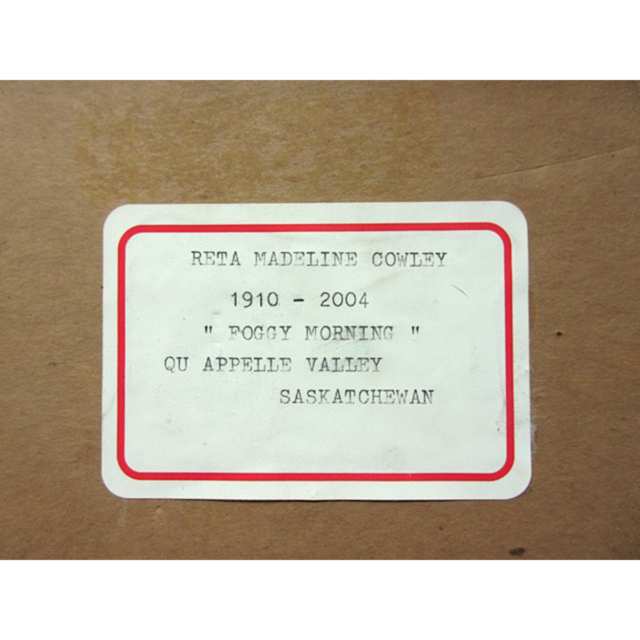 RETA MADELINE COWLEY
1910 - 2004
" FOGGY MORNING "
QU APPELLE VALLEY
SASKATCHEWAN